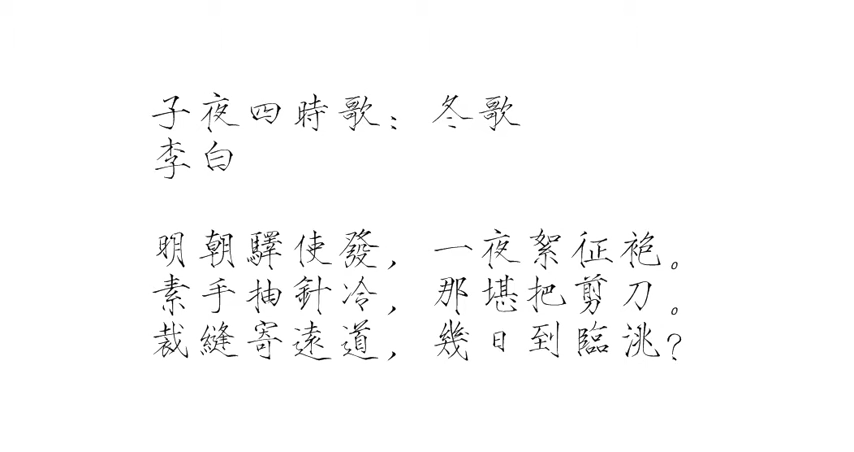 子夜四時歌：冬歌
李白
明朝驛使發，一夜絮征袍。
素手抽針冷，那堪把剪刀。
裁縫寄遠道，幾日到臨洮？